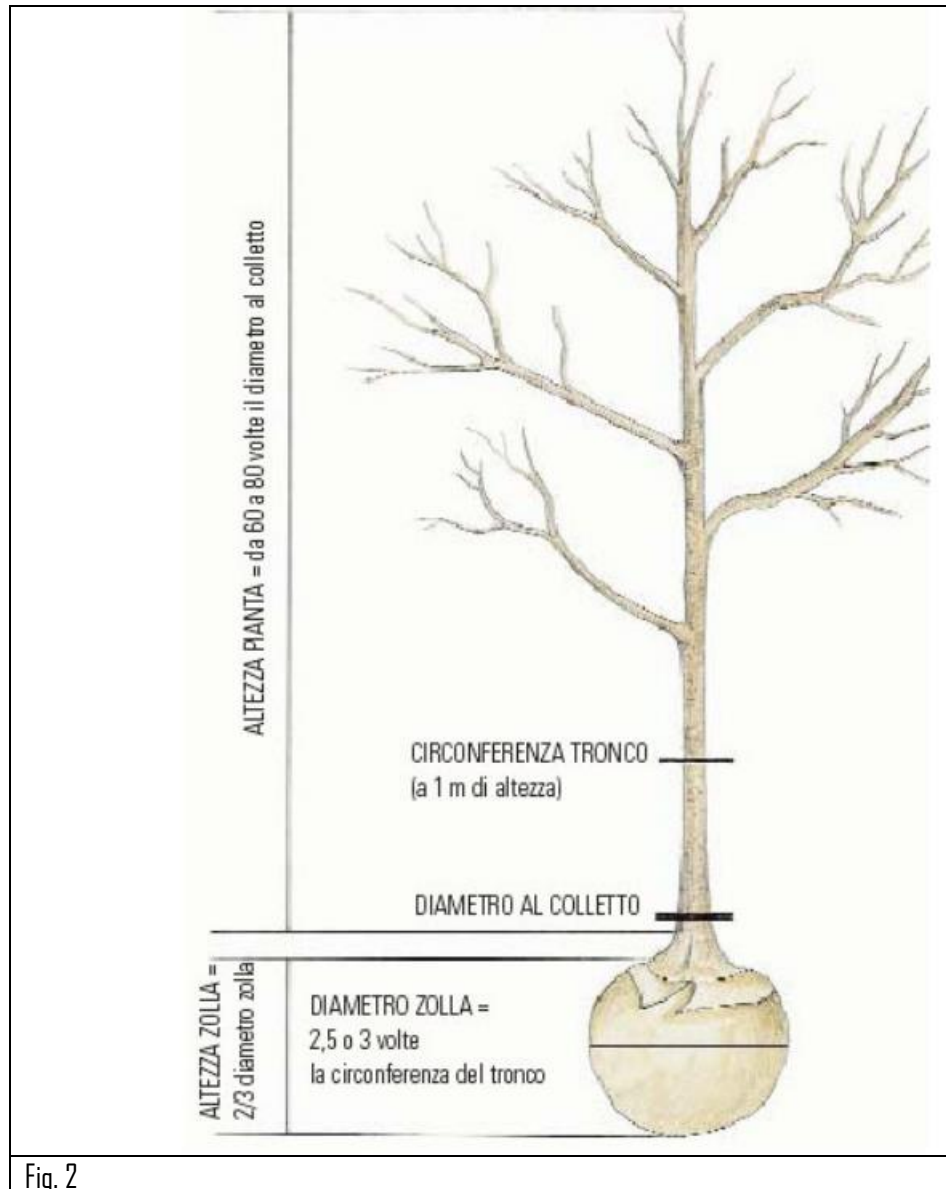 ALTEZZA PIANTA = da 60 a 80 volte il diametro al colletto
CIRCONFERENZA TRONCO
(a 1 m di altezza)
DIAMETRO AL COLLETTO
ALTEZZA ZOLLA =
2/3 diametro zolla
DIAMETRO ZOLLA =
2,5 o 3 volte
la circonferenza del tronco
Fig. 2